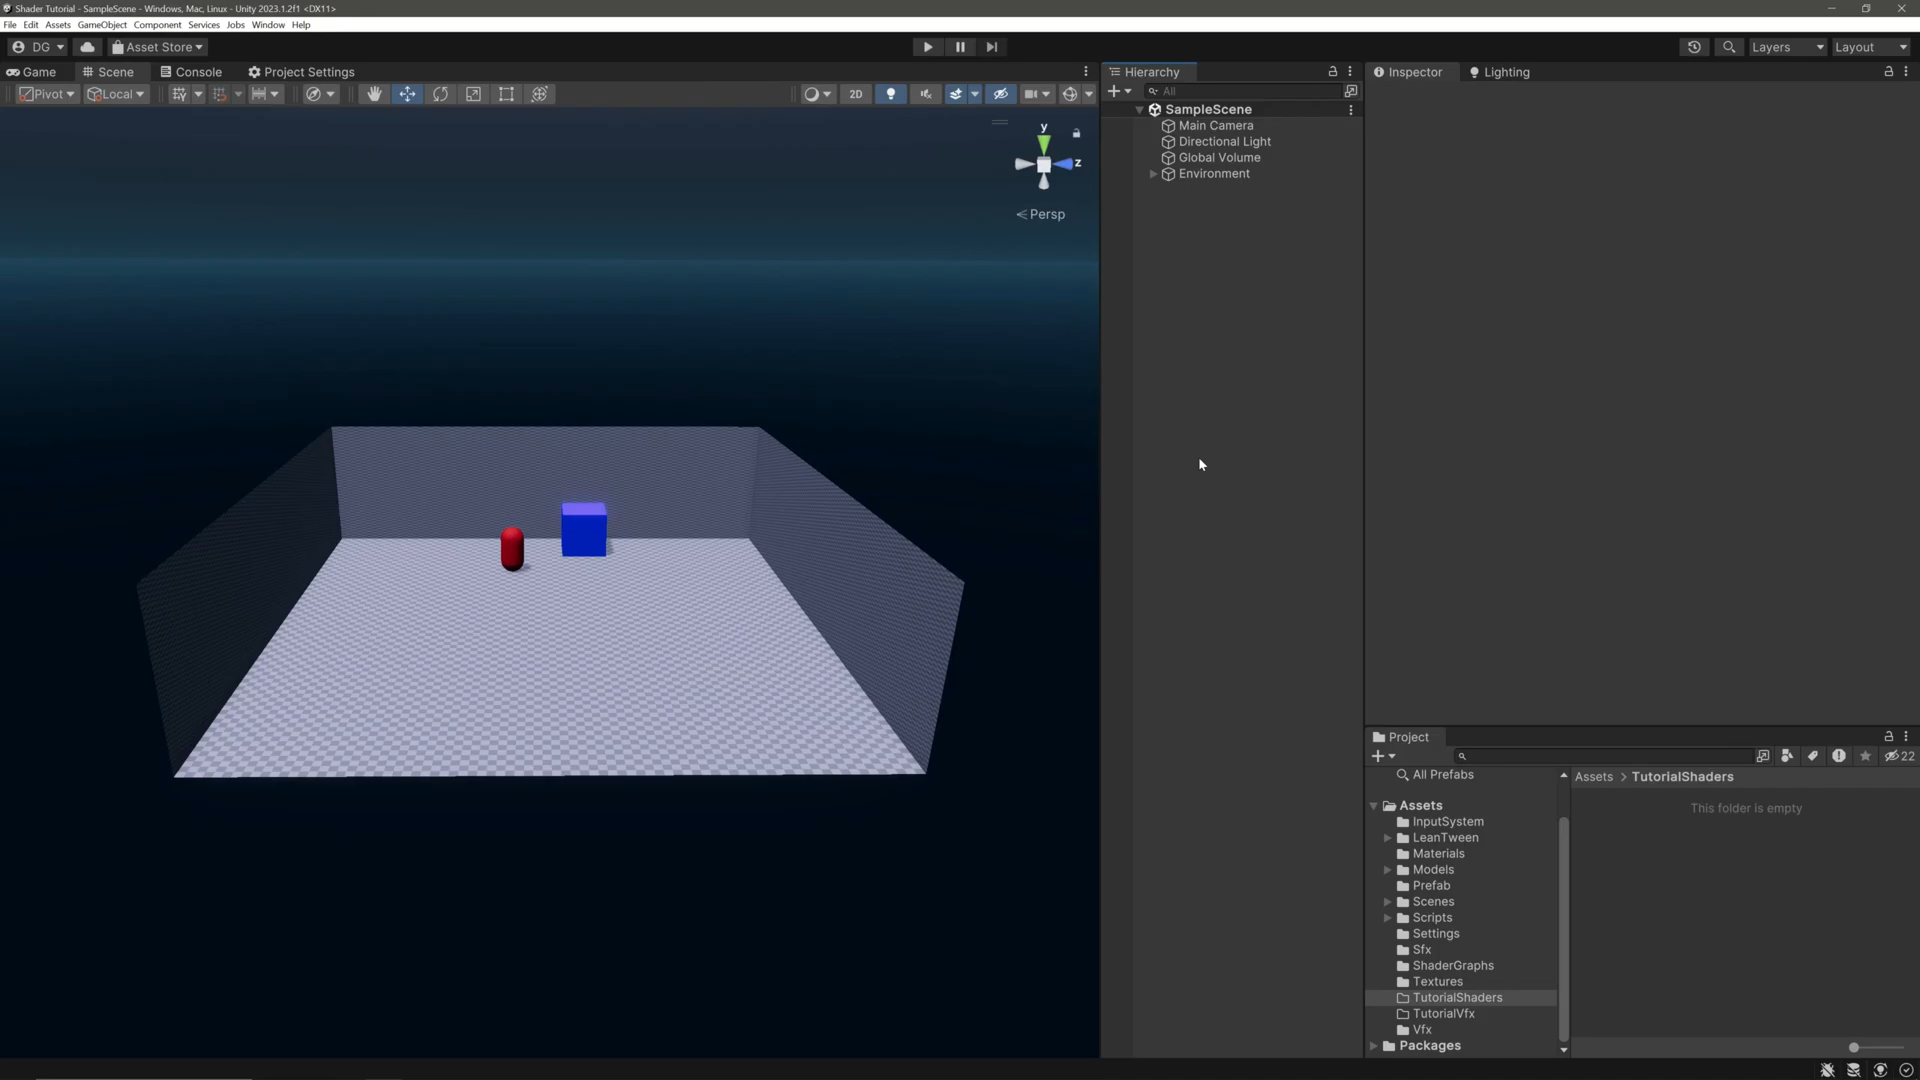 Shader Tutorial - SampleScene - Windows, Mac, Linux - Unity 2023.1.2f1 <DX11>
File Edit Assets GameObject Component Services Jobs Window Help
DG Asset Store Layers Layout
Game Scene Console Project Settings
Pivot Local 2D
y
z
Persp
Hierarchy
All
SampleScene
Main Camera
Directional Light
Global Volume
Environment
Inspector Lighting
Project
22
All Prefabs
Assets
InputSystem
LeanTween
Materials
Models
Prefab
Scenes
Scripts
Settings
Sfx
ShaderGraphs
Textures
TutorialShaders
TutorialVfx
Vfx
Packages
Assets > TutorialShaders
This folder is empty